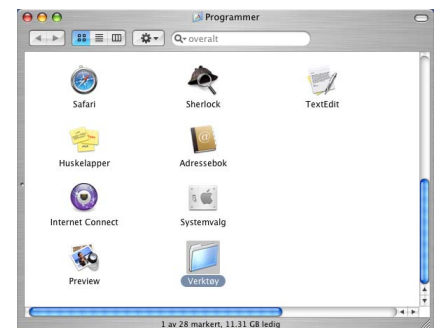 Programmer
overalt
Safari
Sherlock
TextEdit
Huskelapper
Adressebok
Internet Connect
Systemvalg
Preview
Verktøy
1 av 28 markert, 11.31 GB ledig